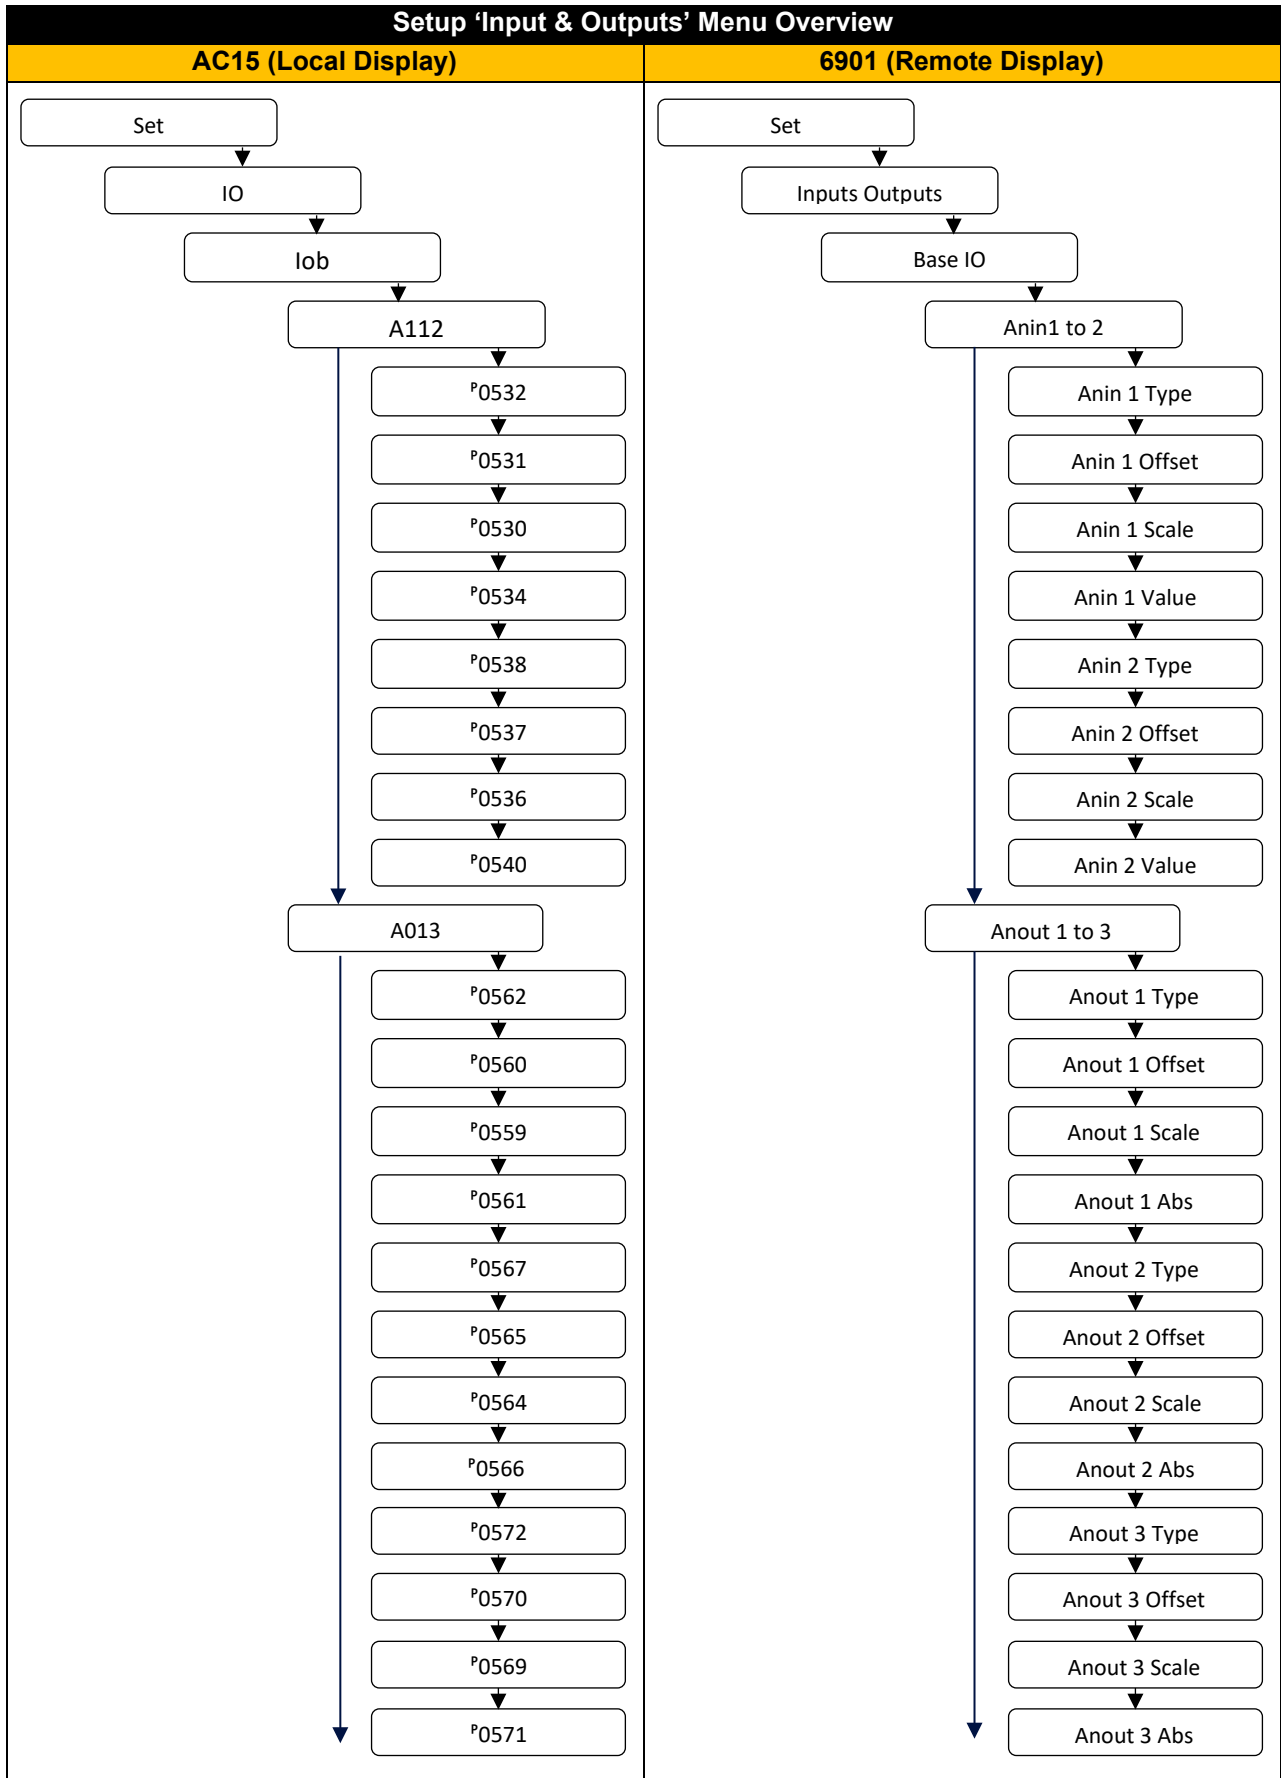 Setup ‘Input & Outputs’ Menu Overview
AC15 (Local Display)
6901 (Remote Display)
Set
IO
Iob
A112
ᴾ0532
ᴾ0531
ᴾ0530
ᴾ0534
ᴾ0538
ᴾ0537
ᴾ0536
ᴾ0540
A013
ᴾ0562
ᴾ0560
ᴾ0559
ᴾ0561
ᴾ0567
ᴾ0565
ᴾ0564
ᴾ0566
ᴾ0572
ᴾ0570
ᴾ0569
ᴾ0571
Set
Inputs Outputs
Base IO
Anin1 to 2
Anin 1 Type
Anin 1 Offset
Anin 1 Scale
Anin 1 Value
Anin 2 Type
Anin 2 Offset
Anin 2 Scale
Anin 2 Value
Anout 1 to 3
Anout 1 Type
Anout 1 Offset
Anout 1 Scale
Anout 1 Abs
Anout 2 Type
Anout 2 Offset
Anout 2 Scale
Anout 2 Abs
Anout 3 Type
Anout 3 Offset
Anout 3 Scale
Anout 3 Abs